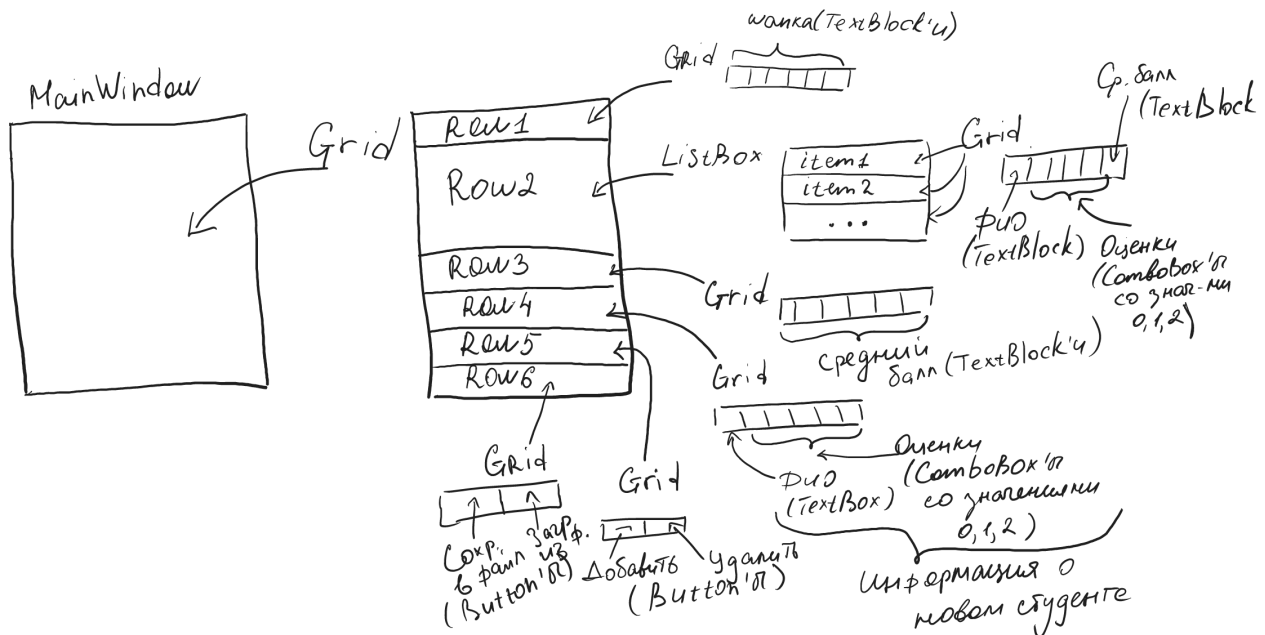 MainWindow
Grid
Row1
Row2
Row3
Row4
Row5
Row6
Grid
шапка(TextBlock'и)
ListBox
item1
item2
...
Grid
Ср. балл
(TextBlock
ФИО
(TextBlock)
Оценки
(ComboBox'ы
со знач-ми
0,1,2)
Grid
средний
балл (TextBlock'и)
Grid
ФИО
(TextBox)
Оценки
(ComboBox'ы
со значениями
0,1,2)
Информация о
новом студенте
Grid
Сохр.
в файл
Загр.
из ф.
(Button'ы)
Grid
Добавить
Удалить
(Button'ы)